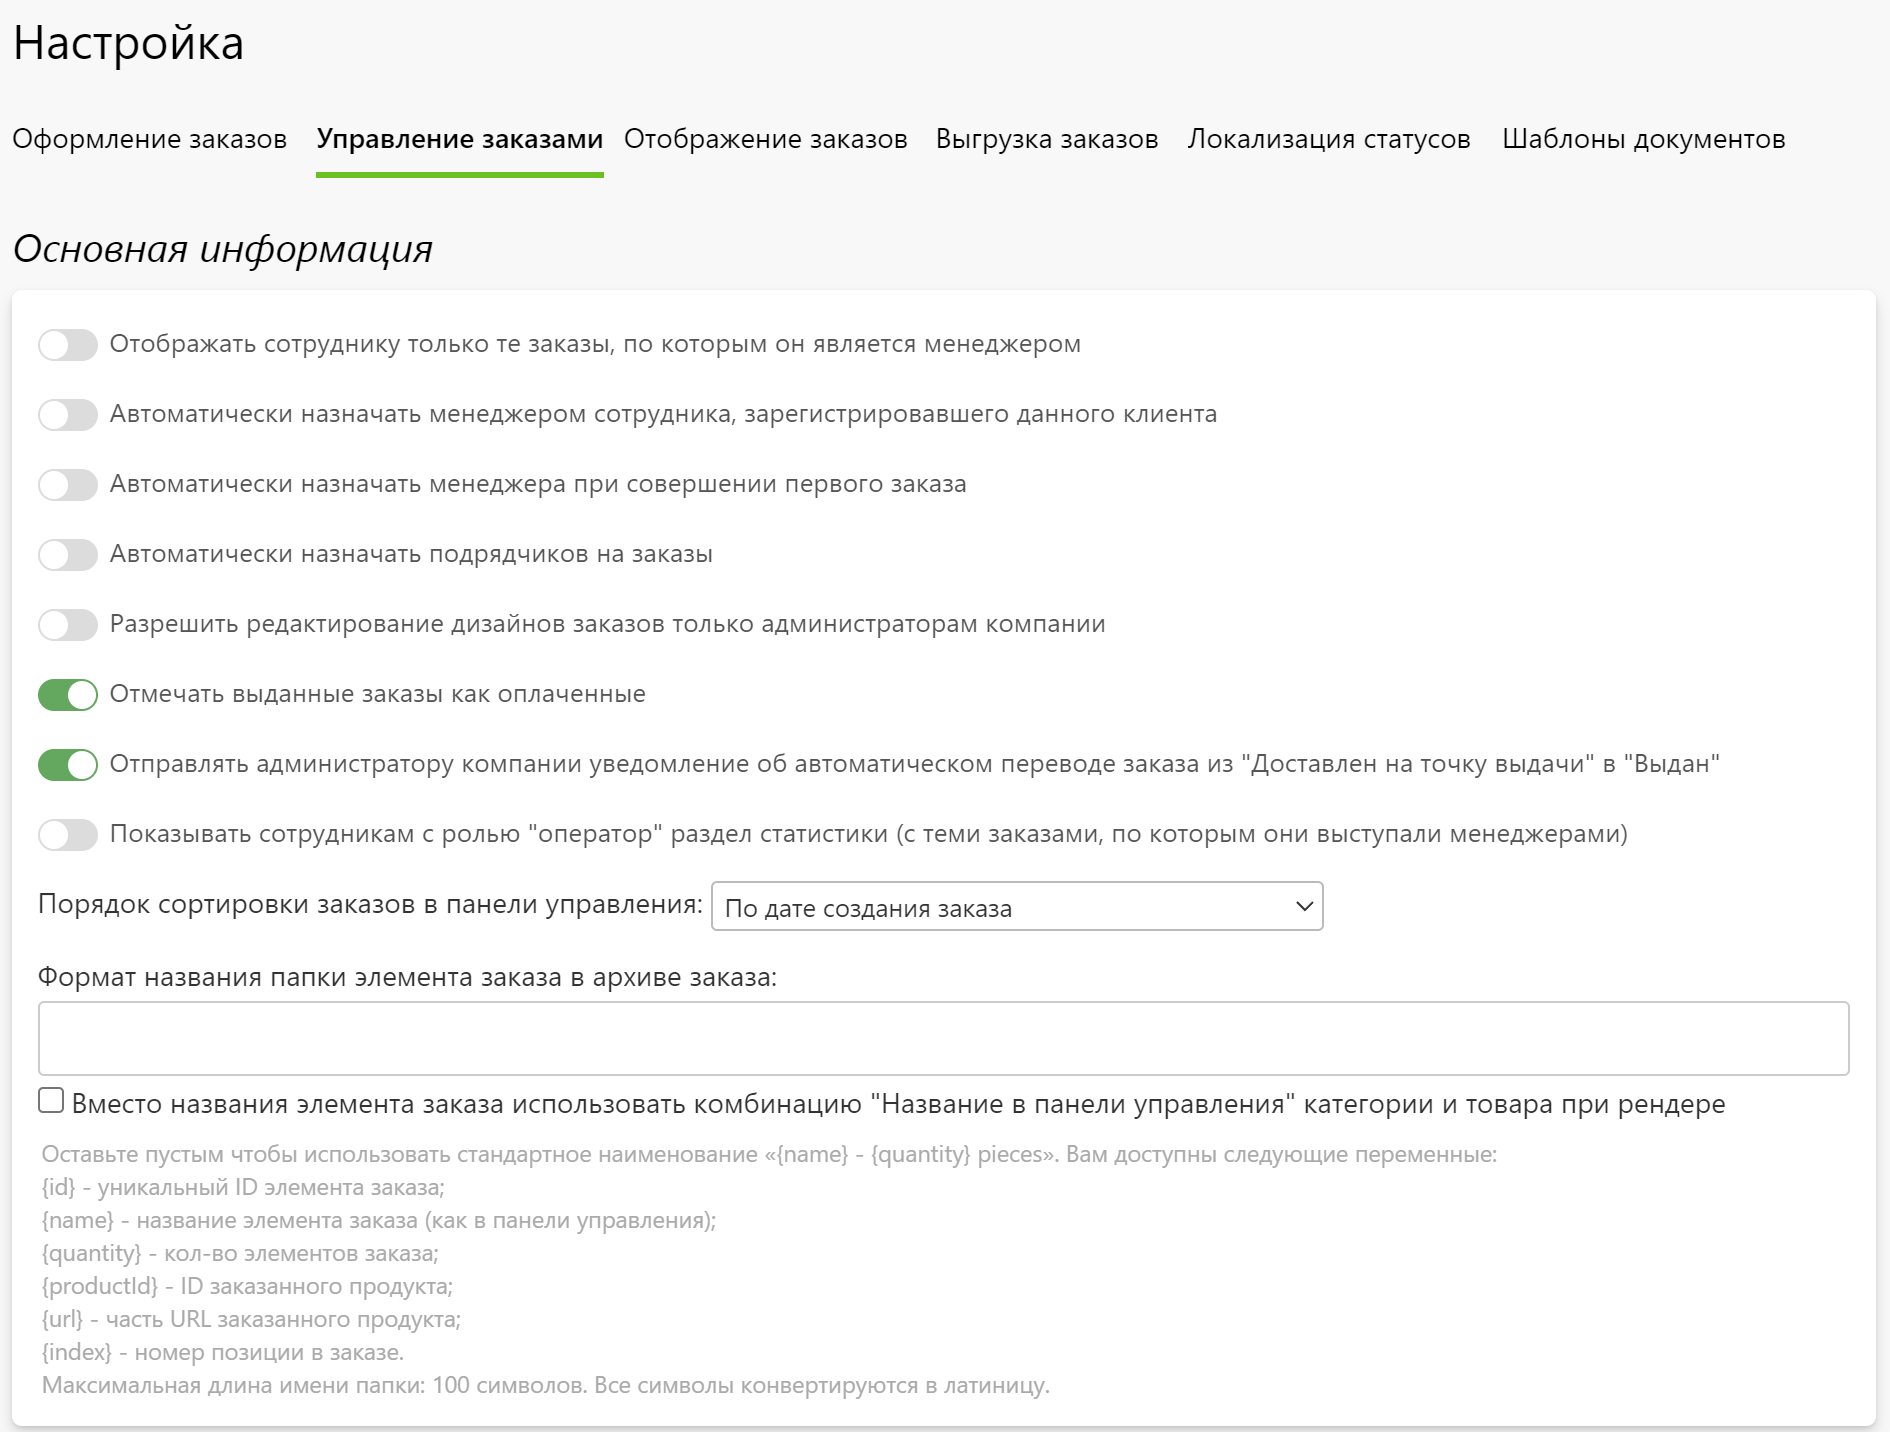 Настройка
Оформление заказов Управление заказами Отображение заказов Выгрузка заказов Локализация статусов Шаблоны документов
Основная информация
Отображать сотруднику только те заказы, по которым он является менеджером
Автоматически назначать менеджером сотрудника, зарегистрировавшего данного клиента
Автоматически назначать менеджера при совершении первого заказа
Автоматически назначать подрядчиков на заказы
Разрешить редактирование дизайнов заказов только администраторам компании
Отмечать выданные заказы как оплаченные
Отправлять администратору компании уведомление об автоматическом переводе заказа из "Доставлен на точку выдачи" в "Выдан"
Показывать сотрудникам с ролью "оператор" раздел статистики (с теми заказами, по которым они выступали менеджерами)
Порядок сортировки заказов в панели управления: По дате создания заказа
Формат названия папки элемента заказа в архиве заказа:
Вместо названия элемента заказа использовать комбинацию "Название в панели управления" категории и товара при рендере
Оставьте пустым чтобы использовать стандартное наименование «{name} - {quantity} pieces». Вам доступны следующие переменные:
{id} - уникальный ID элемента заказа;
{name} - название элемента заказа (как в панели управления);
{quantity} - кол-во элементов заказа;
{productId} - ID заказанного продукта;
{url} - часть URL заказанного продукта;
{index} - номер позиции в заказе.
Максимальная длина имени папки: 100 символов. Все символы конвертируются в латиницу.